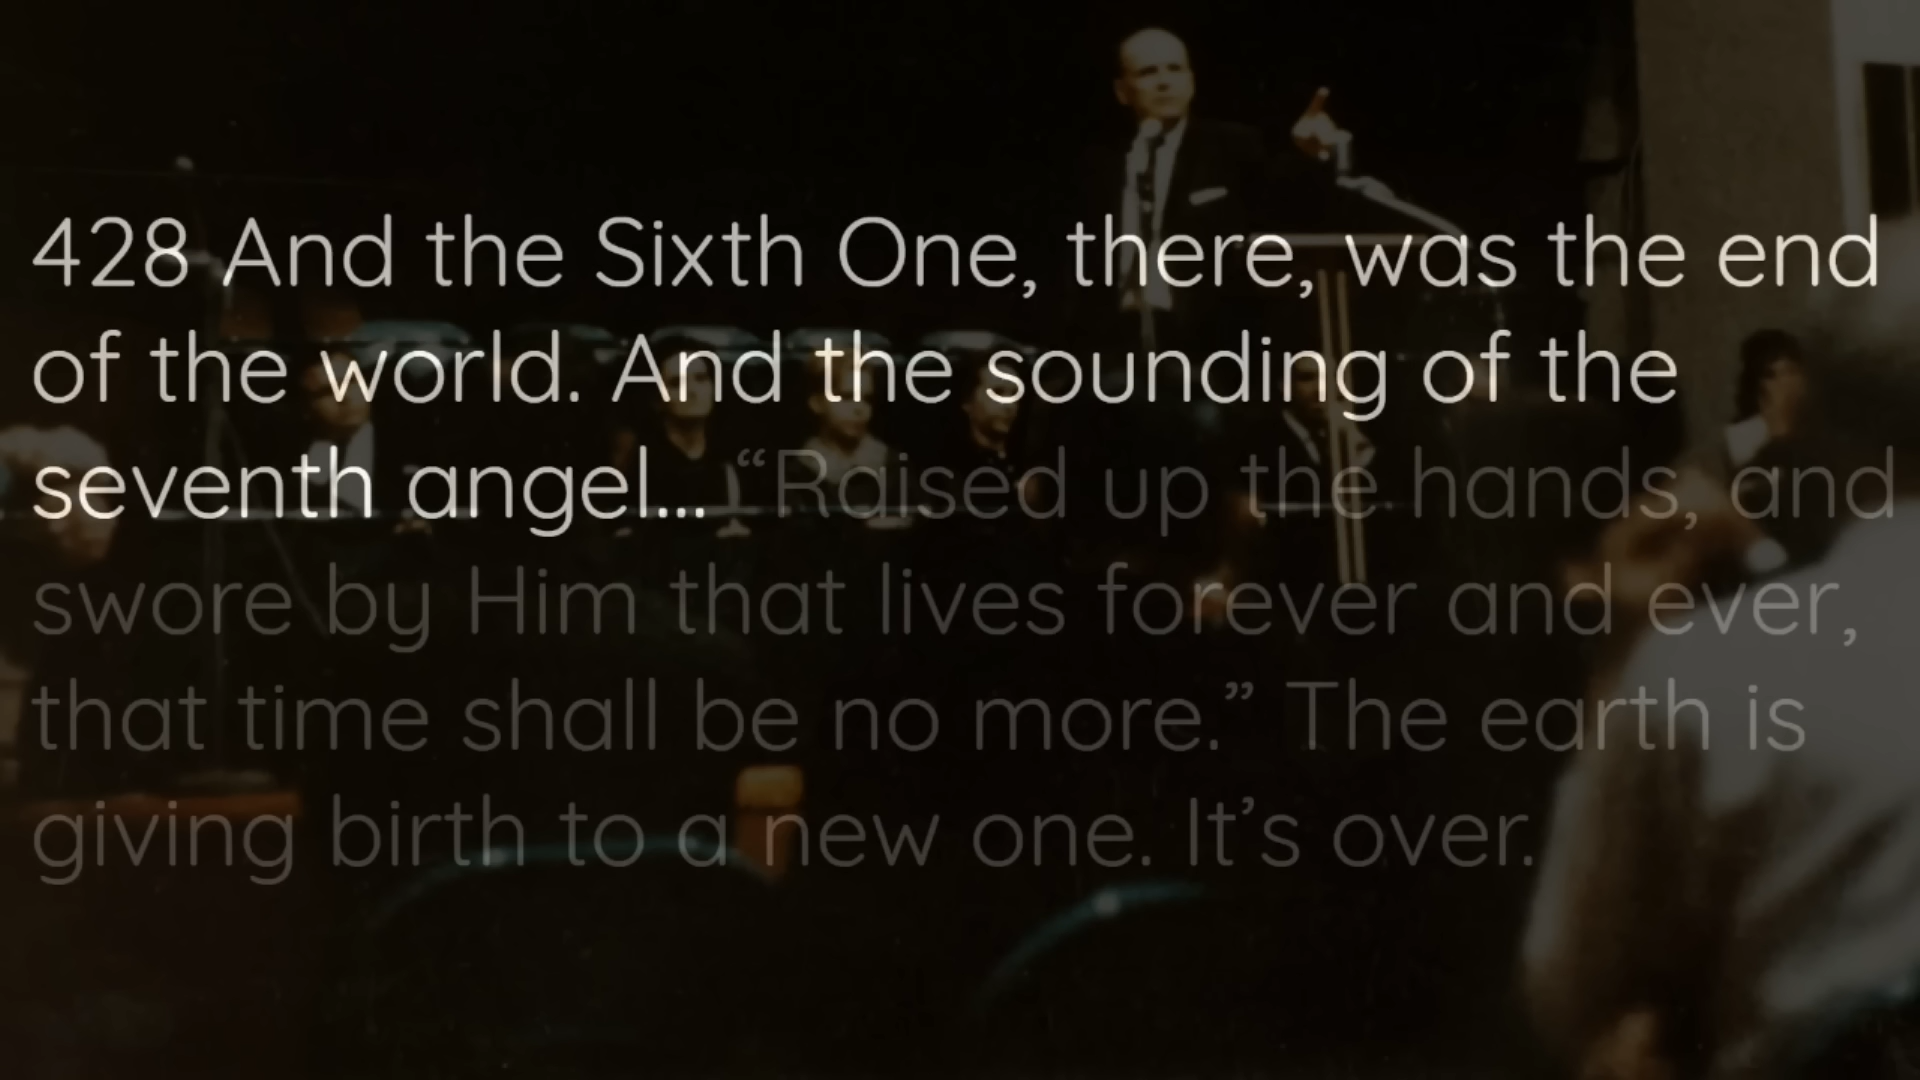 428 And the Sixth One, there, was the end
of the world. And the sounding of the
seventh angel... “Raised up the hands, and
swore by Him that lives forever and ever,
that time shall be no more.” The earth is
giving birth to a new one. It’s over.